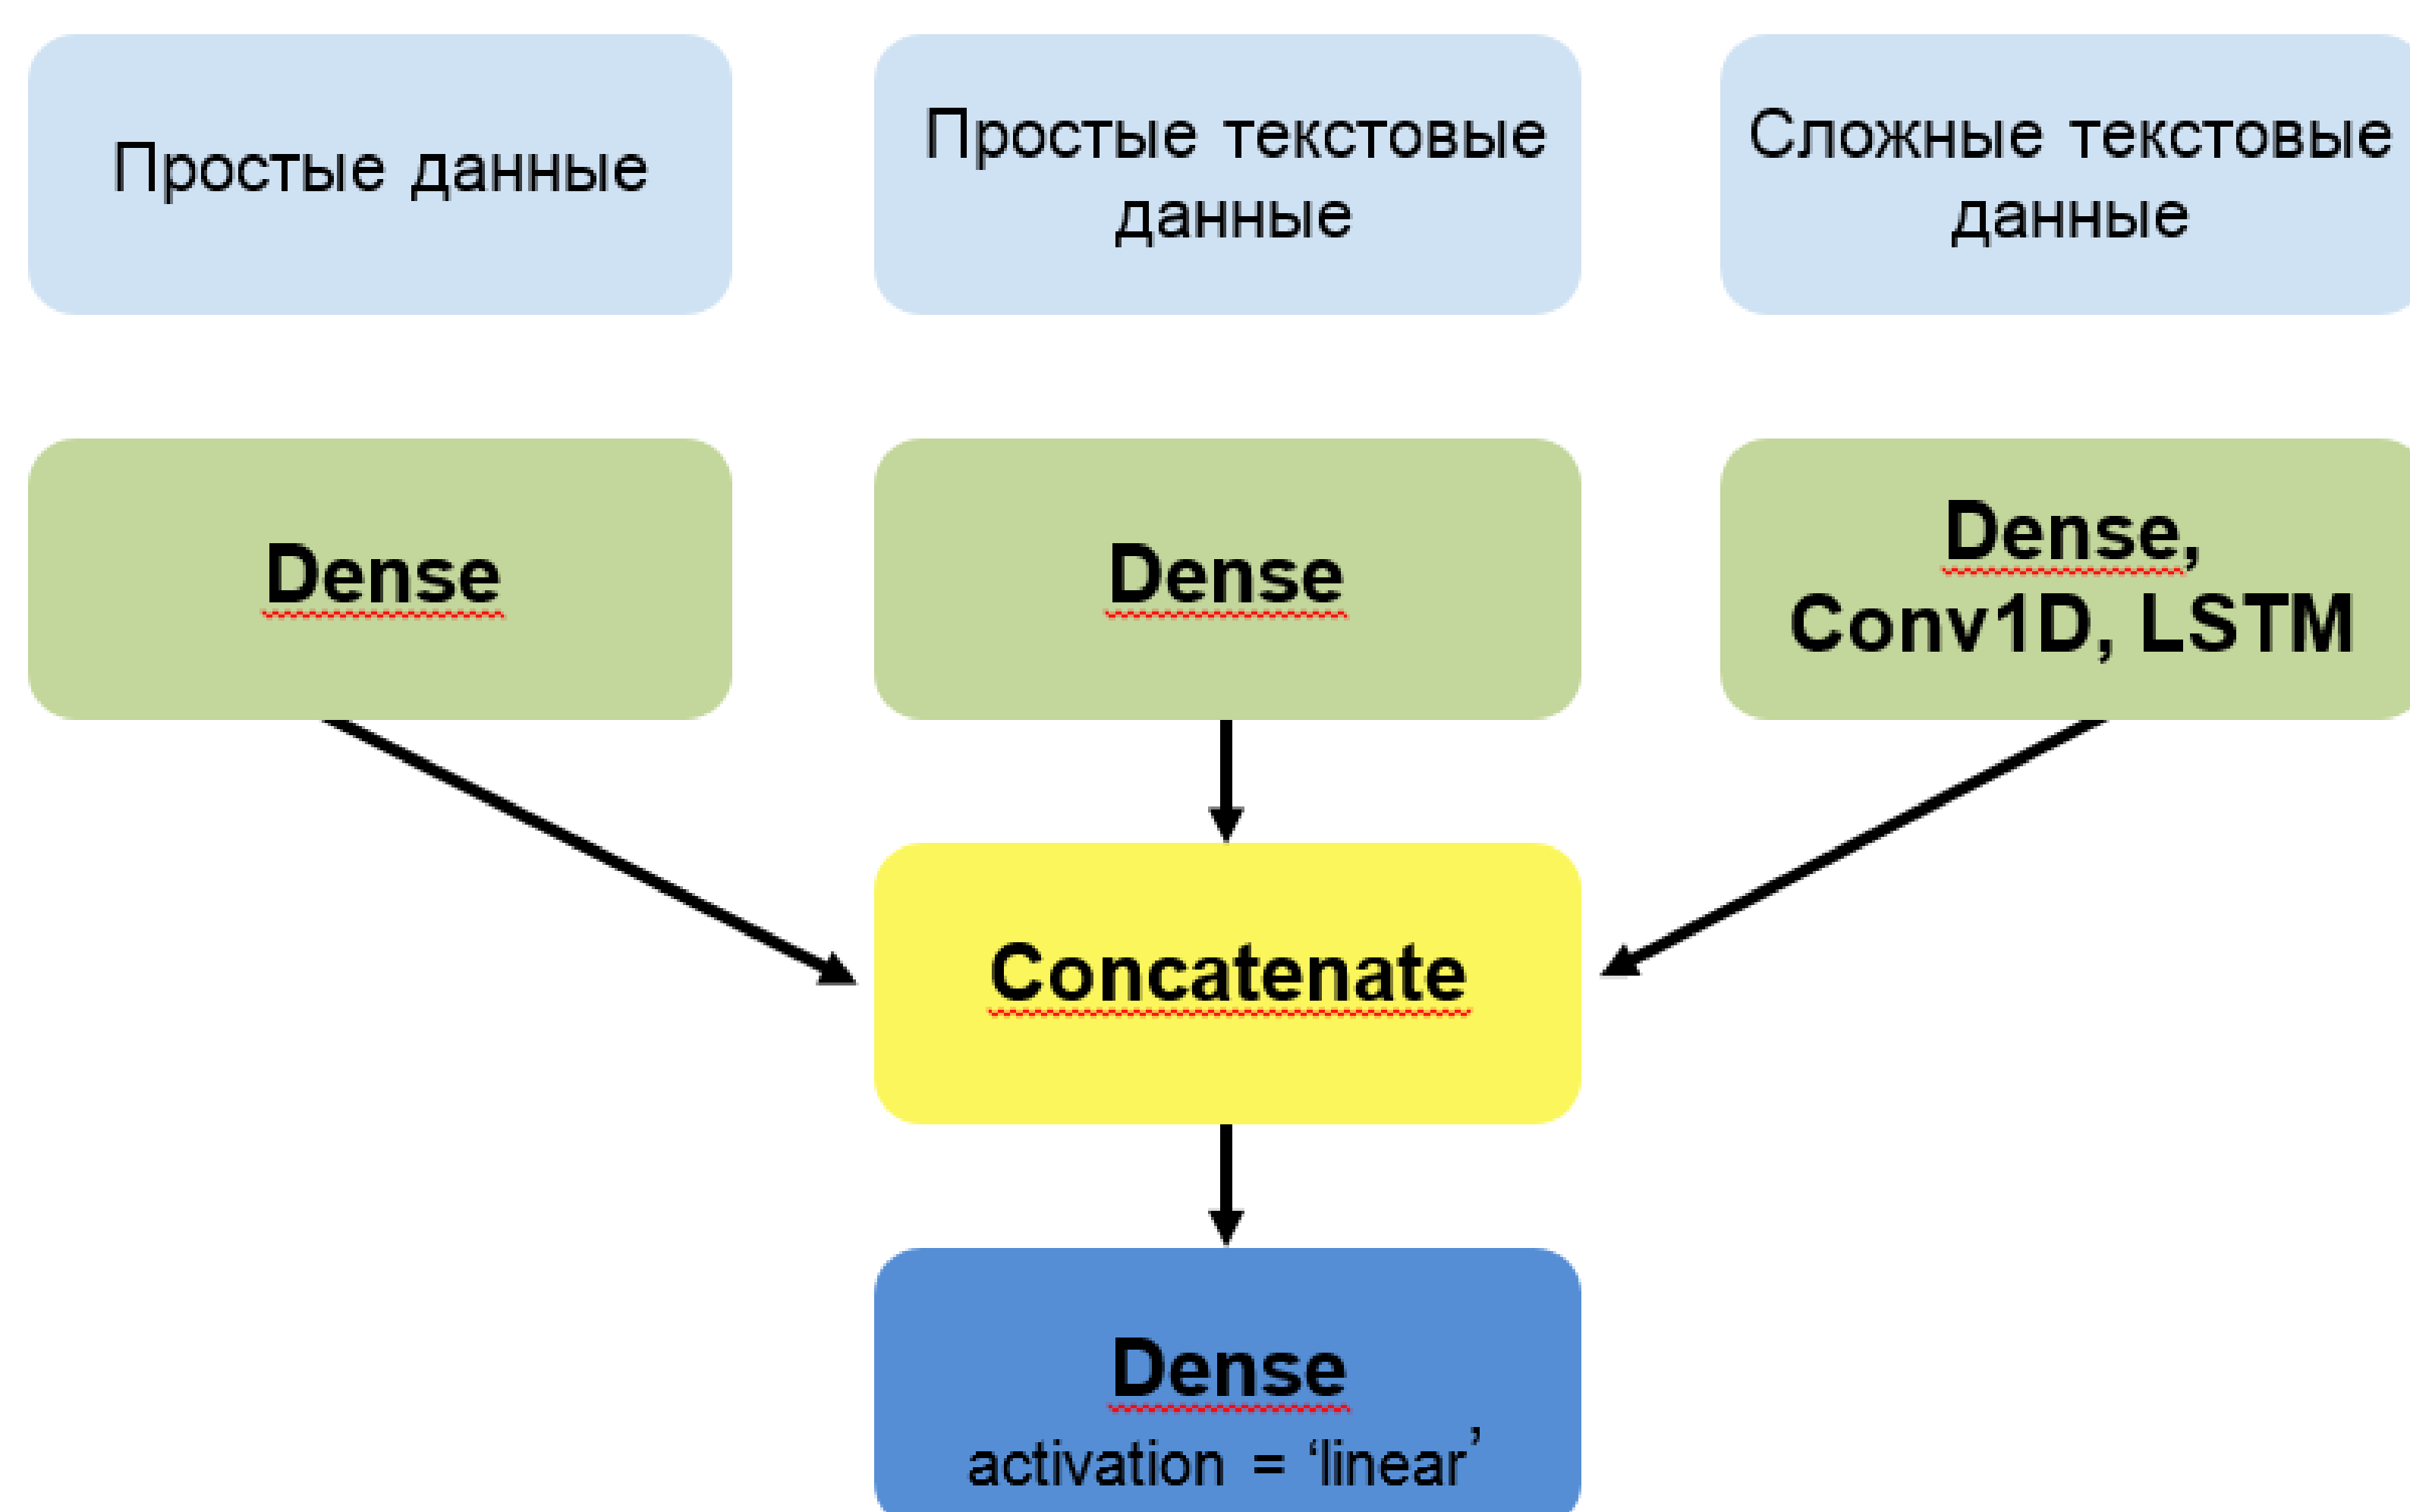 Простые данные
Простые текстовые
данные
Сложные текстовые
данные
Dense
Dense
Dense,
Conv1D, LSTM
Concatenate
Dense
activation = ‘linear’